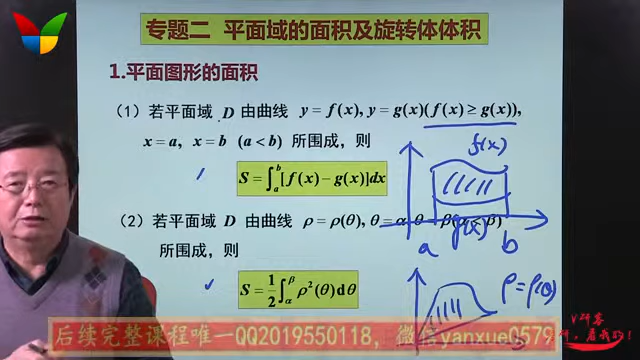 专题二 平面域的面积及旋转体体积
1.平面图形的面积
（1）若平面域 D 由曲线 y = f(x), y = g(x)(f(x) ≥ g(x)),
x = a, x = b (a < b) 所围成，则
f(x)
S = ∫_a^b [f(x) − g(x)]dx
g(x)
a b
（2）若平面域 D 由曲线 ρ = ρ(θ), θ = α, θ = β(α < β)
所围成，则
S = 1/2 ∫_α^β ρ²(θ)dθ
ρ = ρ(θ)
后续完整课程唯一QQ2019550118，微信yanxue0579